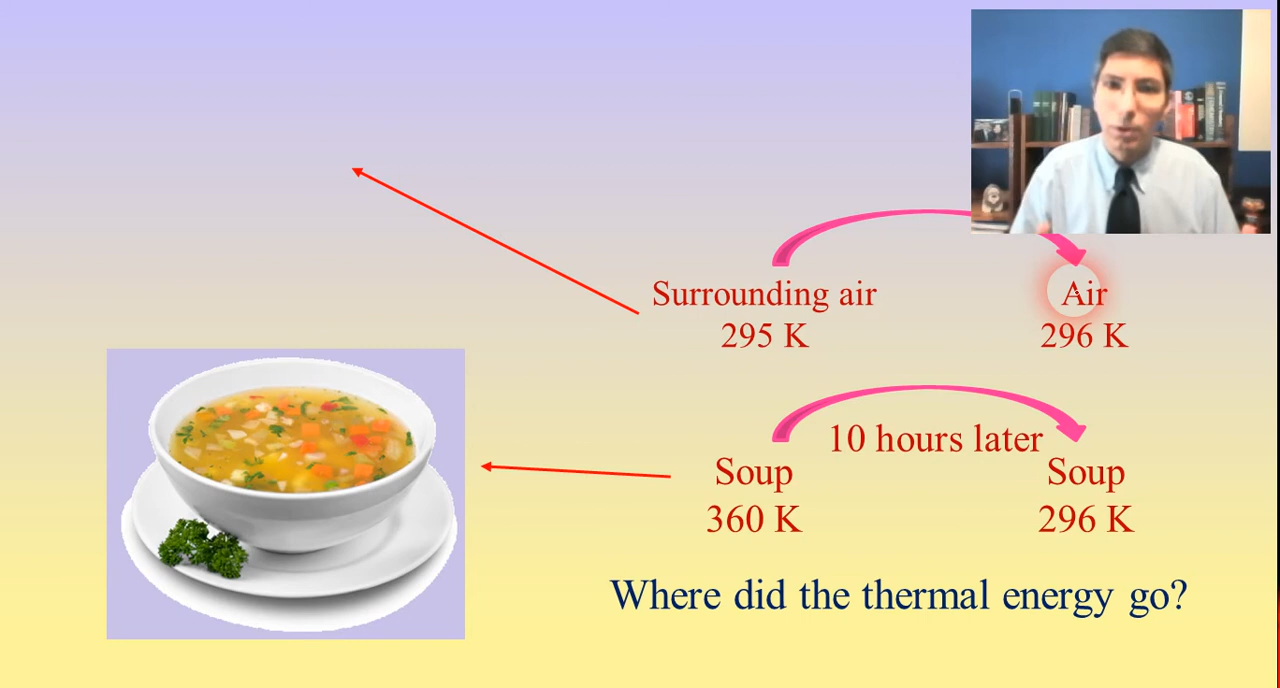 Surrounding air
295 K
Air
296 K
10 hours later
Soup
360 K
Soup
296 K
Where did the thermal energy go?